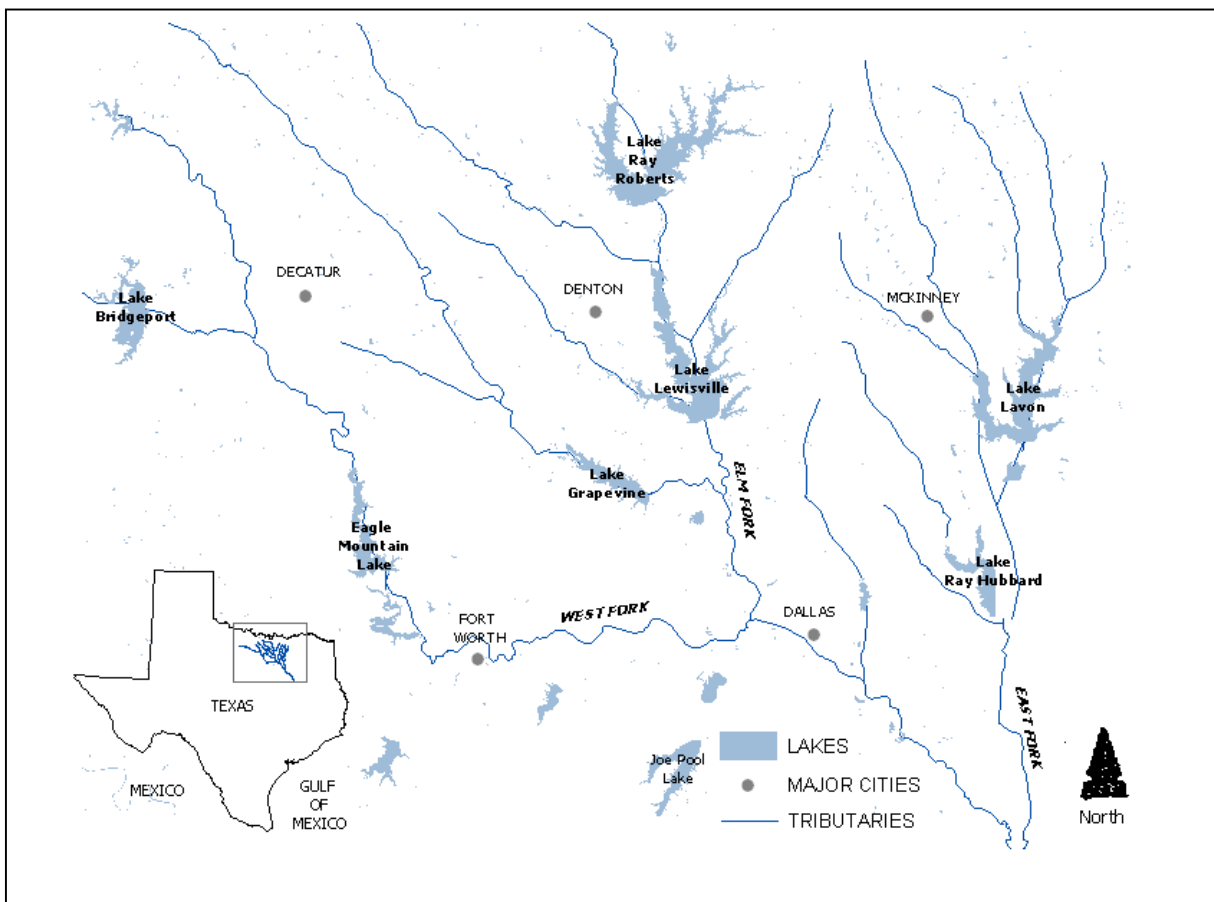 Lake
Ray
Roberts
DECATUR
DENTON
Lake
Bridgeport
MCKINNEY
Lake
Lewisville
Lake
Lavon
Lake
Grapevine
ELM FORK
Eagle
Mountain
Lake
Lake
Ray Hubbard
WEST FORK
DALLAS
FORT
WORTH
EAST FORK
TEXAS
MEXICO
GULF
OF
MEXICO
Joe Pool
Lake
LAKES
MAJOR CITIES
TRIBUTARIES
North